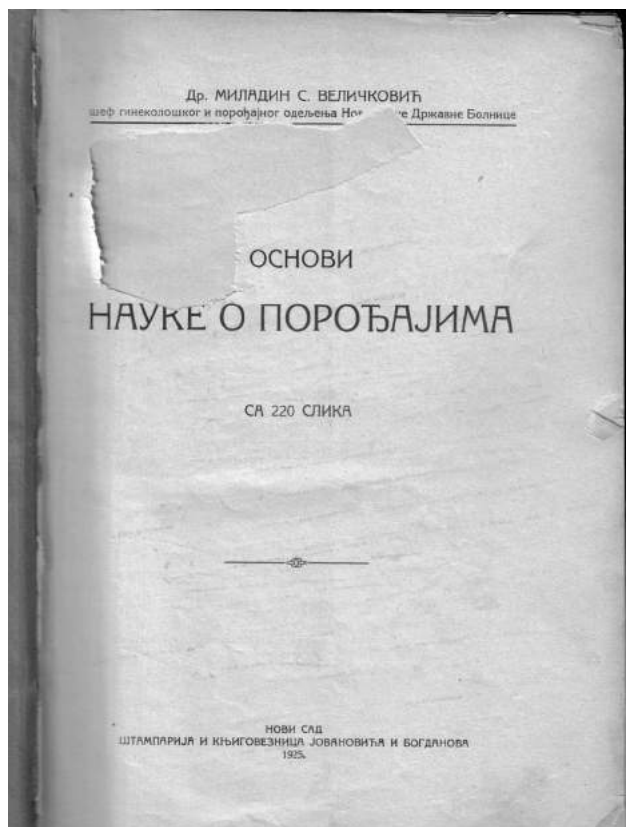 Др. МИЛАДИН С. ВЕЛИЧКОВИЋ
шеф гинеколошког и порођајног одељења Државне Болнице
ОСНОВИ
НАУКЕ О ПОРОЂАЈИМА
СА 220 СЛИКА
НОВИ САД
ШТАМПАРИЈА И КЊИГОВЕЗНИЦА ЈОВАНОВИЋА И БОГДАНОВА
1925.